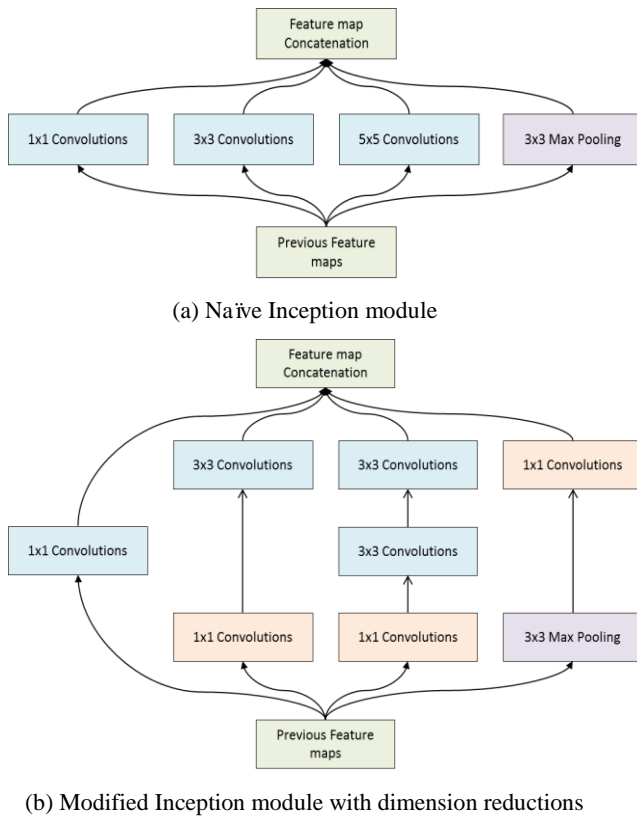 Feature map
Concatenation
1x1 Convolutions
3x3 Convolutions
5x5 Convolutions
3x3 Max Pooling
Previous Feature
maps
(a) Naïve Inception module
Feature map
Concatenation
3x3 Convolutions
3x3 Convolutions
1x1 Convolutions
1x1 Convolutions
3x3 Convolutions
1x1 Convolutions
1x1 Convolutions
3x3 Max Pooling
Previous Feature
maps
(b) Modified Inception module with dimension reductions